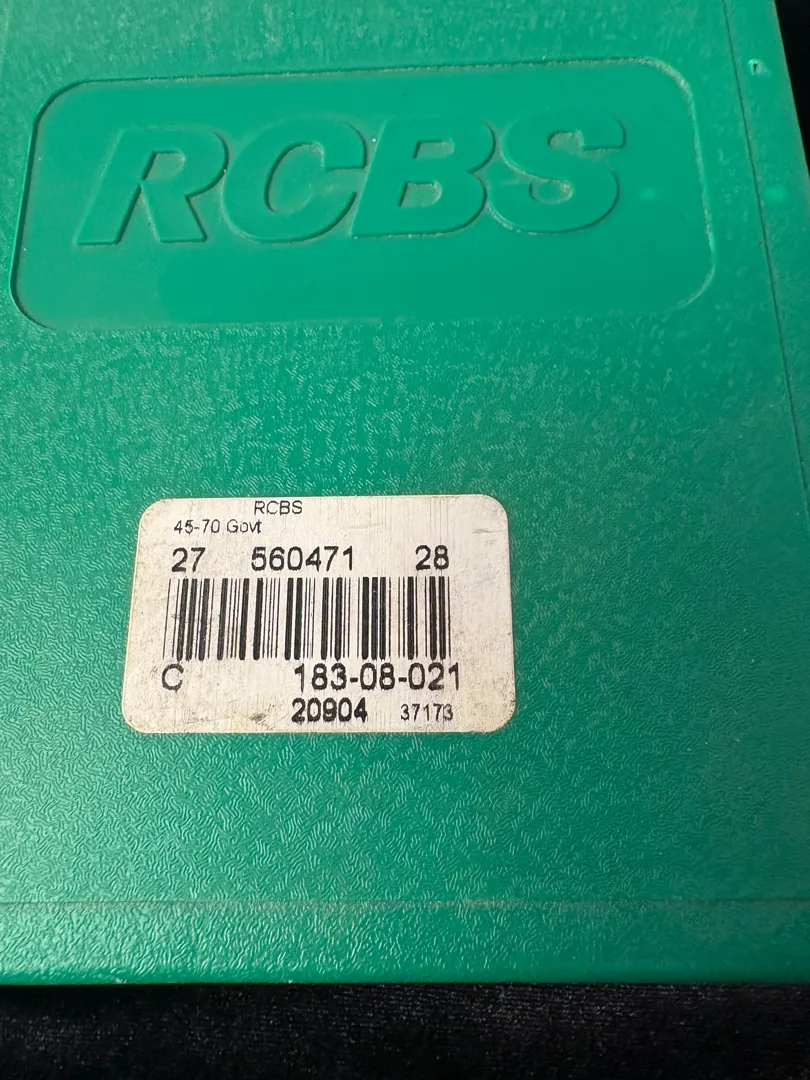 RCBS
RCBS
45-70 Govt
27 560471 28
C 183-08-021
20904 37173